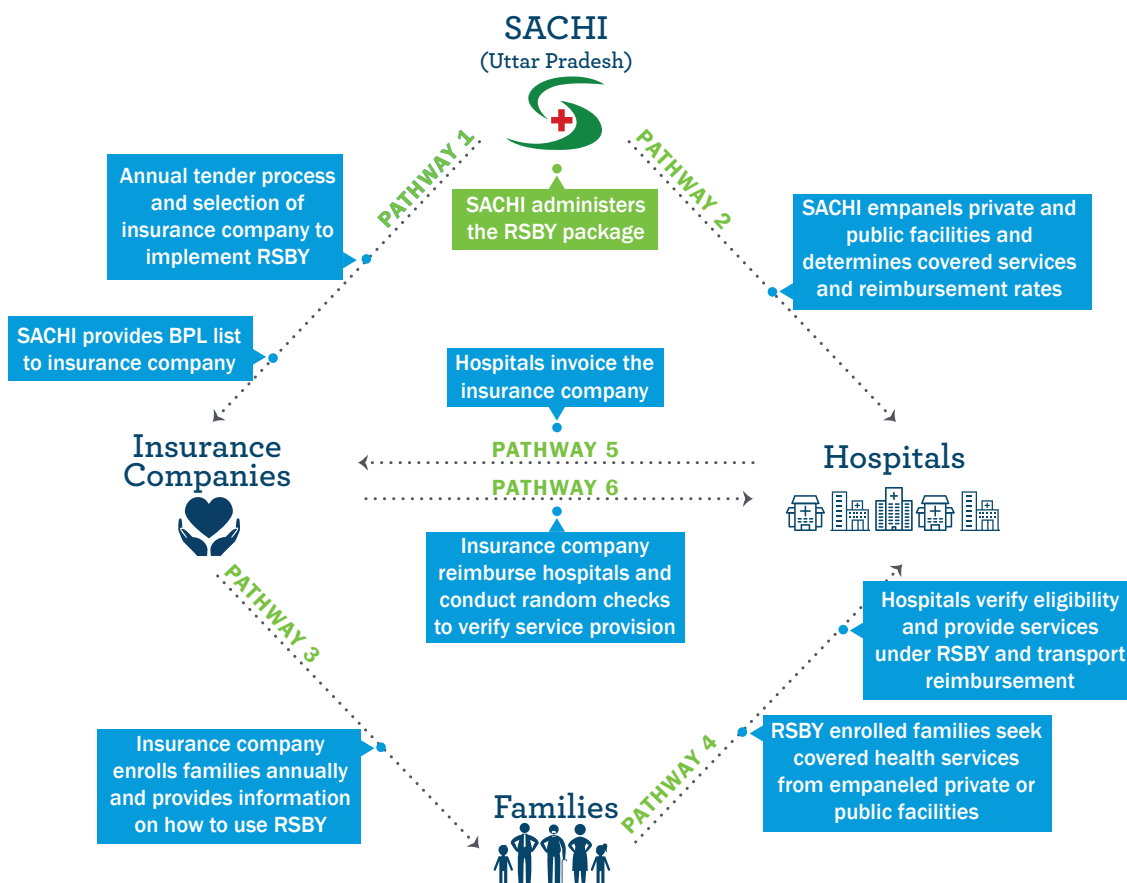 SACHI
(Uttar Pradesh)
PATHWAY 1
PATHWAY 2
Annual tender process
and selection of
insurance company to
implement RSBY
SACHI administers
the RSBY package
SACHI empanels private and
public facilities and
determines covered services
and reimbursement rates
SACHI provides BPL list
to insurance company
Hospitals invoice the
insurance company
Insurance
Companies
PATHWAY 5
PATHWAY 6
Hospitals
Insurance company
reimburse hospitals and
conduct random checks
to verify service provision
PATHWAY 3
Hospitals verify eligibility
and provide services
under RSBY and transport
reimbursement
Insurance company
enrolls families annually
and provides information
on how to use RSBY
PATHWAY 4
RSBY enrolled families seek
covered health services
from empaneled private or
public facilities
Families